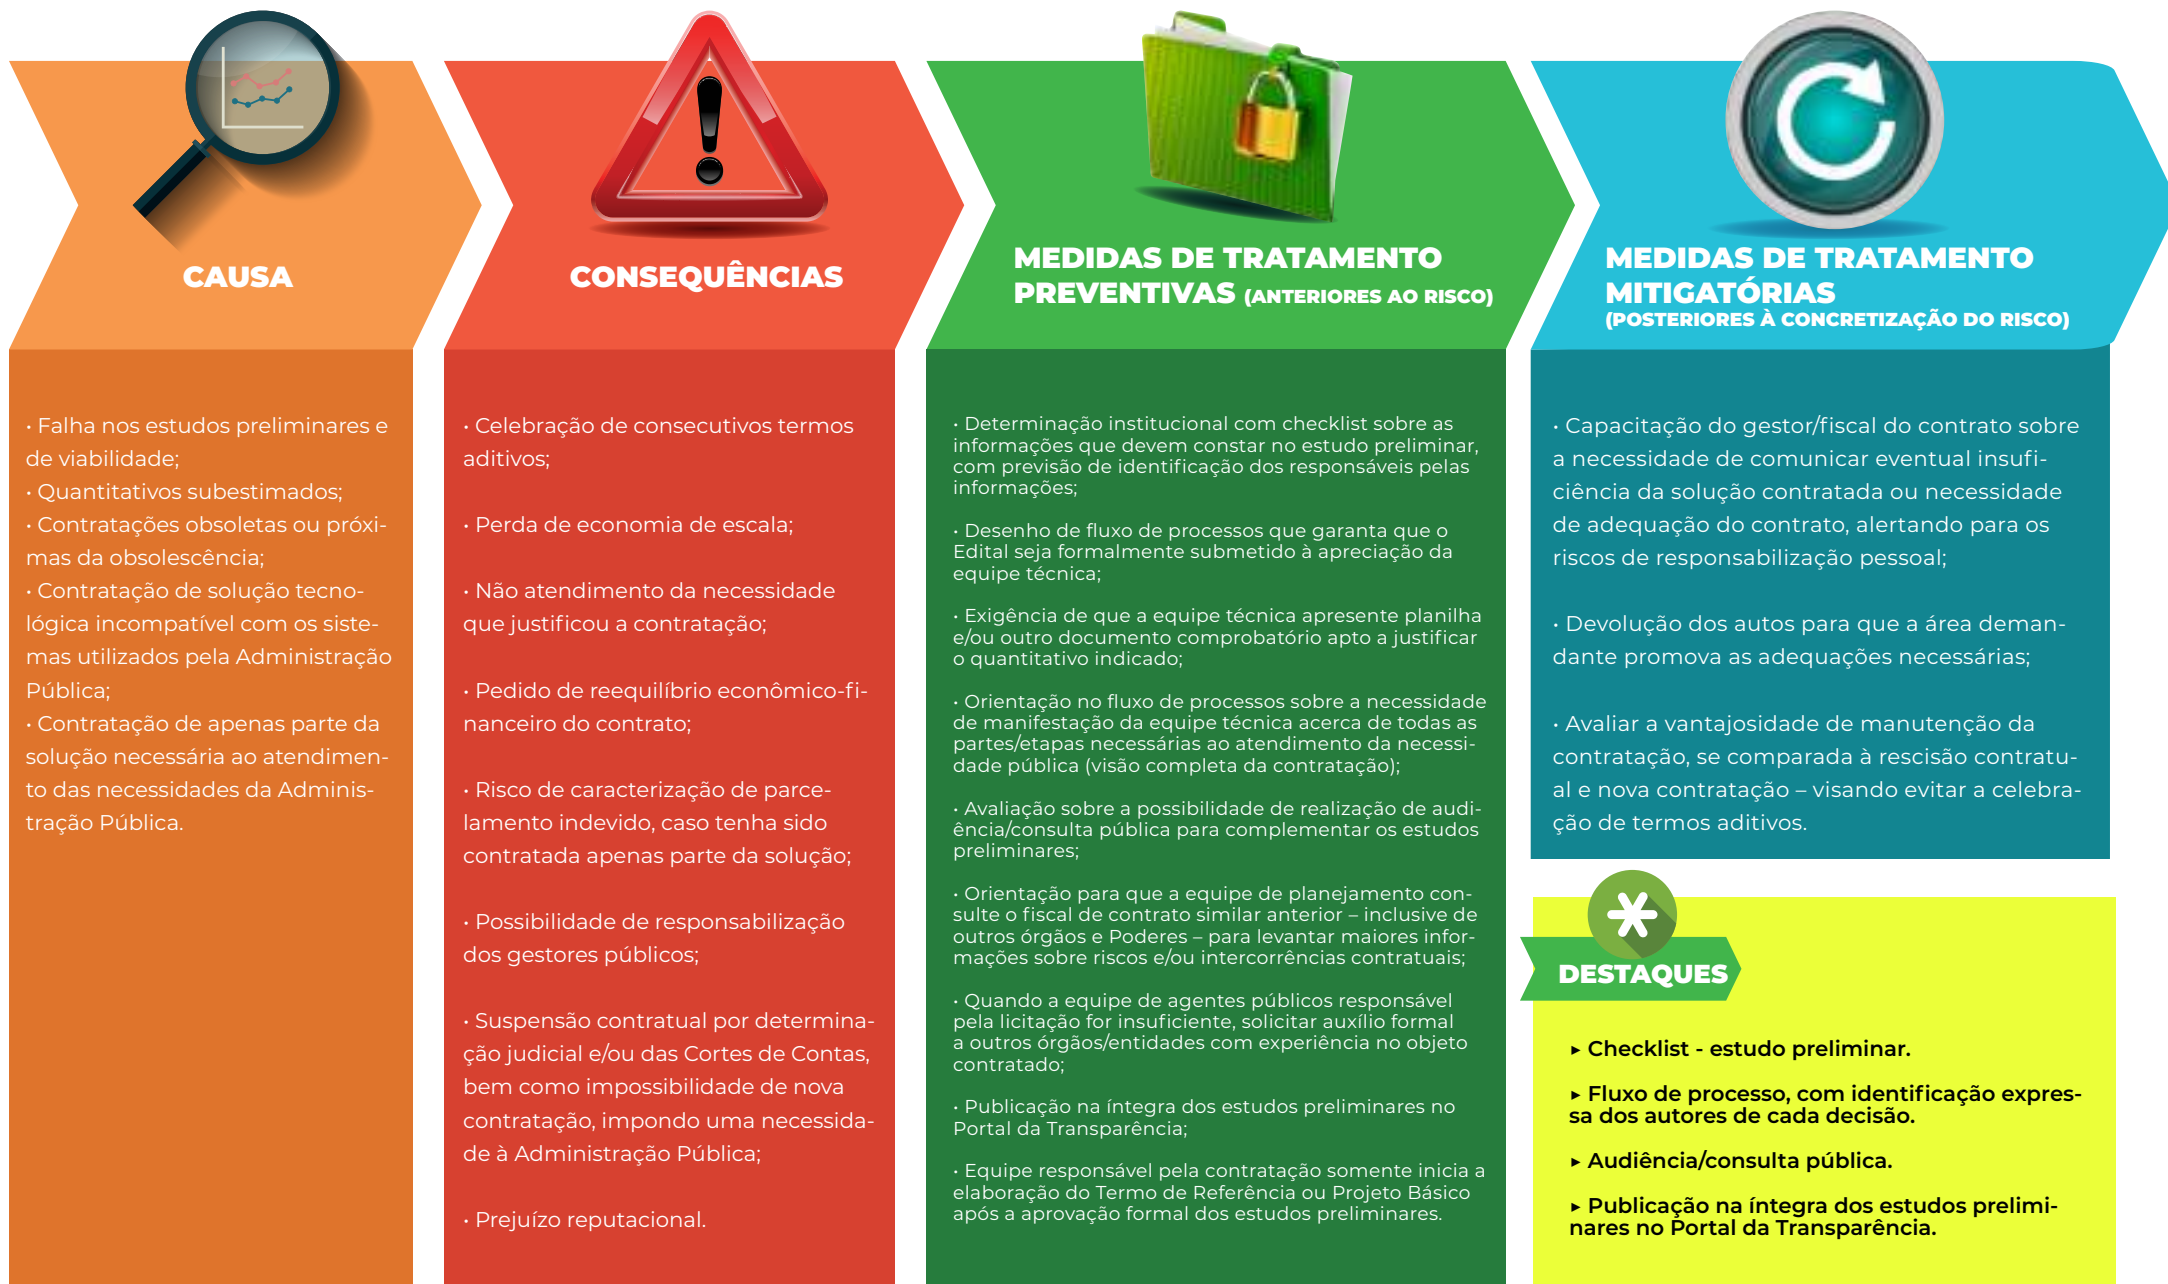 CAUSA
• Falha nos estudos preliminares e
de viabilidade;
• Quantitativos subestimados;
• Contratações obsoletas ou próxi-
mas da obsolescência;
• Contratação de solução tecno-
lógica incompatível com os siste-
mas utilizados pela Administração
Pública;
• Contratação de apenas parte da
solução necessária ao atendimen-
to das necessidades da Adminis-
tração Pública.
CONSEQUÊNCIAS
• Celebração de consecutivos termos
aditivos;
• Perda de economia de escala;
• Não atendimento da necessidade
que justificou a contratação;
• Pedido de reequilíbrio econômico-fi-
nanceiro do contrato;
• Risco de caracterização de parce-
lamento indevido, caso tenha sido
contratada apenas parte da solução;
• Possibilidade de responsabilização
dos gestores públicos;
• Suspensão contratual por determina-
ção judicial e/ou das Cortes de Contas,
bem como impossibilidade de nova
contratação, impondo uma necessida-
de à Administração Pública;
• Prejuízo reputacional.
MEDIDAS DE TRATAMENTO
PREVENTIVAS (ANTERIORES AO RISCO)
• Determinação institucional com checklist sobre as
informações que devem constar no estudo preliminar,
com previsão de identificação dos responsáveis pelas
informações;
• Desenho de fluxo de processos que garanta que o
Edital seja formalmente submetido à apreciação da
equipe técnica;
• Exigência de que a equipe técnica apresente planilha
e/ou outro documento comprobatório apto a justificar
o quantitativo indicado;
• Orientação no fluxo de processos sobre a necessidade
de manifestação da equipe técnica acerca de todas as
partes/etapas necessárias ao atendimento da necessi-
dade pública (visão completa da contratação);
• Avaliação sobre a possibilidade de realização de audi-
ência/consulta pública para complementar os estudos
preliminares;
• Orientação para que a equipe de planejamento con-
sulte o fiscal de contrato similar anterior – inclusive de
outros órgãos e Poderes – para levantar maiores infor-
mações sobre riscos e/ou intercorrências contratuais;
• Quando a equipe de agentes públicos responsável
pela licitação for insuficiente, solicitar auxílio formal
a outros órgãos/entidades com experiência no objeto
contratado;
• Publicação na íntegra dos estudos preliminares no
Portal da Transparência;
• Equipe responsável pela contratação somente inicia a
elaboração do Termo de Referência ou Projeto Básico
após a aprovação formal dos estudos preliminares.
MEDIDAS DE TRATAMENTO
MITIGATÓRIAS
(POSTERIORES À CONCRETIZAÇÃO DO RISCO)
• Capacitação do gestor/fiscal do contrato sobre
a necessidade de comunicar eventual insufi-
ciência da solução contratada ou necessidade
de adequação do contrato, alertando para os
riscos de responsabilização pessoal;
• Devolução dos autos para que a área deman-
dante promova as adequações necessárias;
• Avaliar a vantajosidade de manutenção da
contratação, se comparada à rescisão contratu-
al e nova contratação – visando evitar a celebra-
ção de termos aditivos.
DESTAQUES
▸ Checklist - estudo preliminar.
▸ Fluxo de processo, com identificação expres-
sa dos autores de cada decisão.
▸ Audiência/consulta pública.
▸ Publicação na íntegra dos estudos prelimi-
nares no Portal da Transparência.